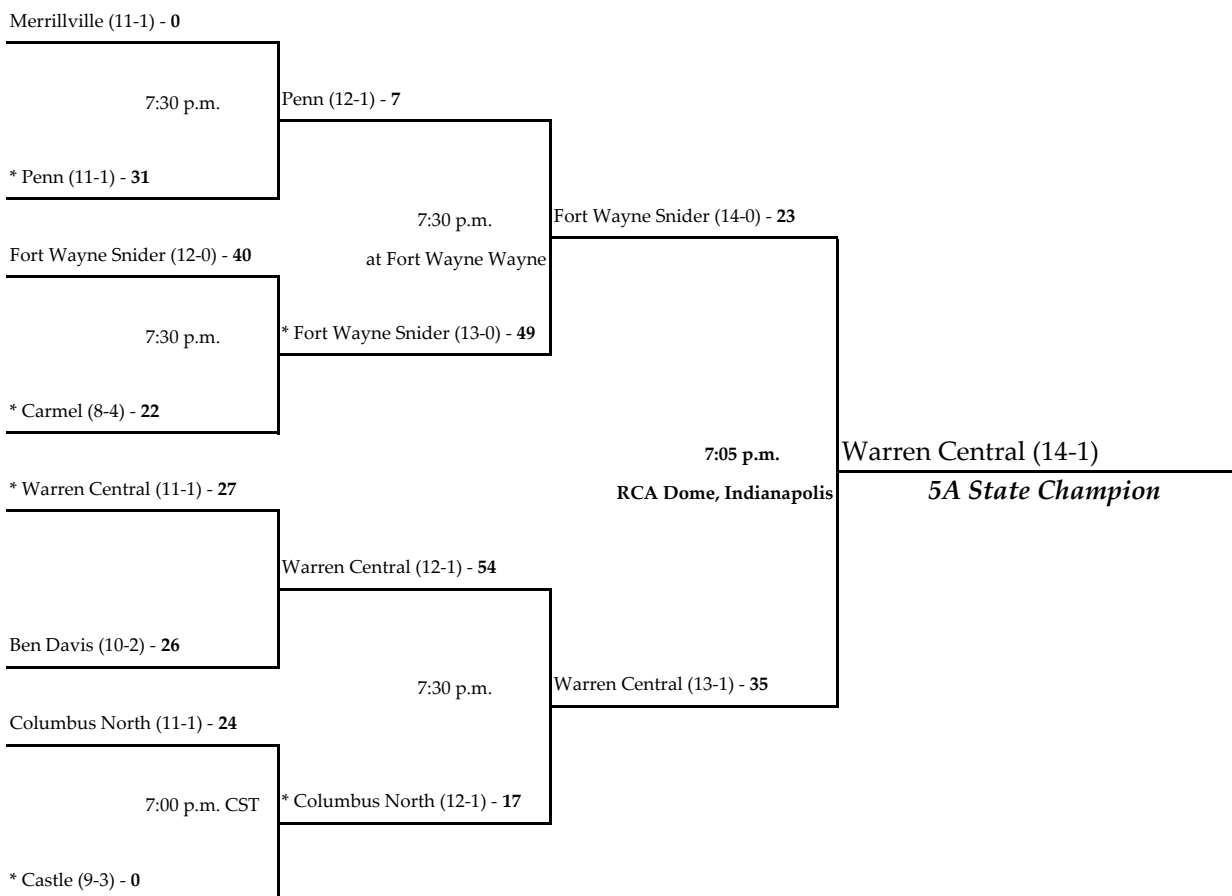 Merrillville (11-1) - 0
7:30 p.m.
Penn (12-1) - 7
* Penn (11-1) - 31
7:30 p.m.
Fort Wayne Snider (14-0) - 23
Fort Wayne Snider (12-0) - 40
at Fort Wayne Wayne
7:30 p.m.
* Fort Wayne Snider (13-0) - 49
* Carmel (8-4) - 22
7:05 p.m.
Warren Central (14-1)
* Warren Central (11-1) - 27
RCA Dome, Indianapolis
5A State Champion
Warren Central (12-1) - 54
Ben Davis (10-2) - 26
7:30 p.m.
Warren Central (13-1) - 35
Columbus North (11-1) - 24
7:00 p.m. CST
* Columbus North (12-1) - 17
* Castle (9-3) - 0